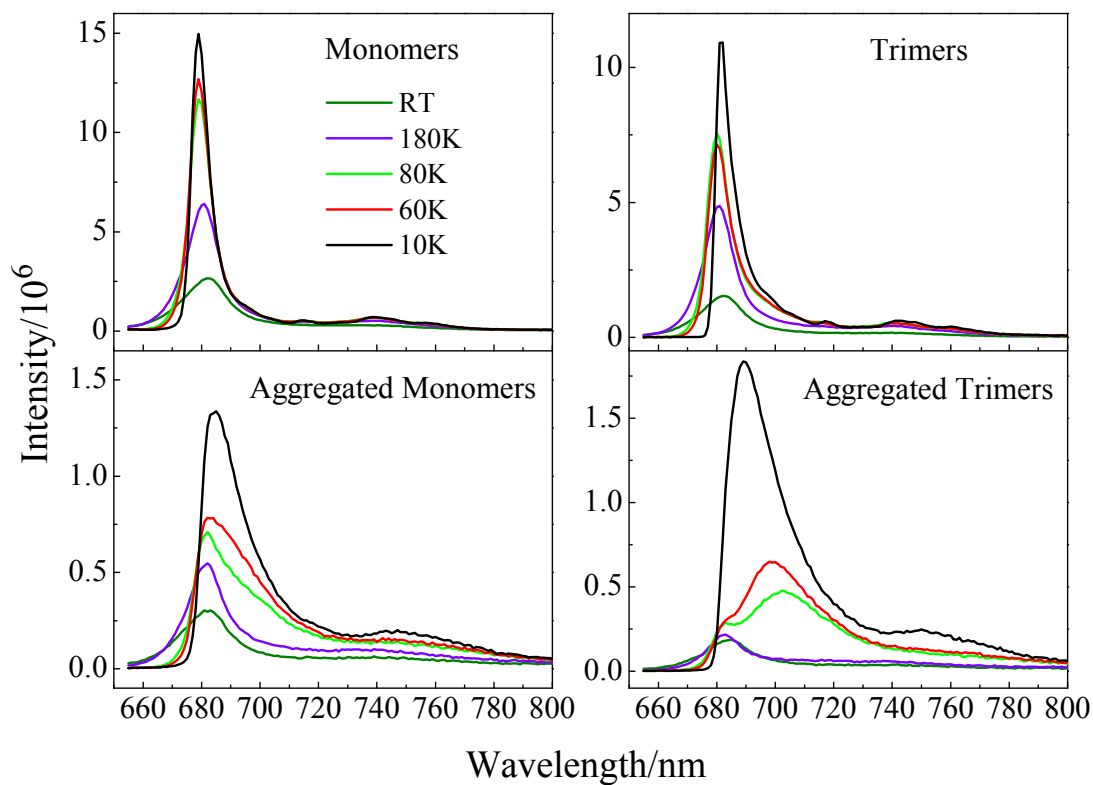 Monomers
RT
180K
80K
60K
10K
15
10
5
0
Trimers
10
5
0
Aggregated Monomers
1.5
1.0
0.5
0.0
660 680 700 720 740 760 780 800
Aggregated Trimers
1.5
1.0
0.5
0.0
660 680 700 720 740 760 780 800
Intensity/10⁶
Wavelength/nm